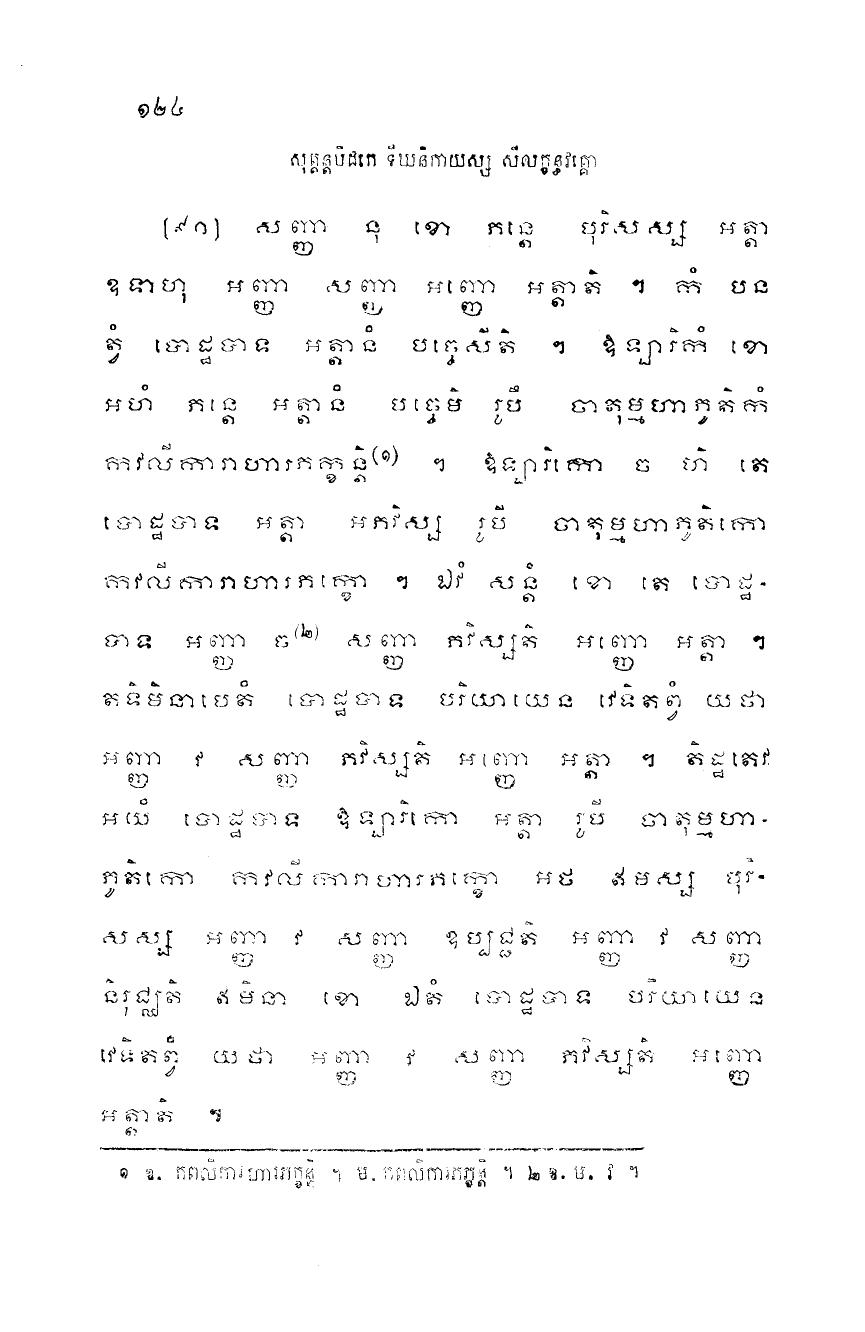 ១២៤
សុត្តន្តបិដកេ ទីឃនិកាយស្ស សីលក្ខន្ធវគ្គោ
[៩១] សញ្ញា នុ ខោ ភន្តេ បុរិសស្ស អត្តា
ឧទាហុ អញ្ញា សញ្ញា អញ្ញោ អត្តាតិ ។ កំ បន
ត្វំ បោដ្ឋបាទ អត្តានំ បច្ចេសីតិ ។ ឱឡារិកំ ខោ
អហំ ភន្តេ អត្តានំ បច្ចេមិ រូបឹ ចាតុម្មហាភូតិកំ
កាវលីការាហារភក្ខន្តិ(១) ។ ឱឡារិកោ ច ហិ តេ
បោដ្ឋបាទ អត្តា អភវិស្ស រូបី ចាតុម្មហាភូតិកោ
កាវលីការាហារភក្ខោ ។ ឯវំ សន្តំ ខោ តេ បោដ្ឋ-
បាទ អញ្ញា ច(២) សញ្ញា ភវិស្សតិ អញ្ញោ អត្តា ។
តទិមិនាបេតំ បោដ្ឋបាទ បរិយាយេន វេទិតព្វំ យថា
អញ្ញា វ សញ្ញា ភវិស្សតិ អញ្ញោ អត្តា ។ តិដ្ឋតេវ
អយំ បោដ្ឋបាទ ឱឡារិកោ អត្តា រូបី ចាតុម្មហា-
ភូតិកោ កាវលីការាហារភក្ខោ អថ ឥមស្ស បុរិ-
សស្ស អញ្ញា វ សញ្ញា ឧប្បជ្ជតិ អញ្ញា វ សញ្ញា
និរុជ្ឈតិ ឥមិនា ខោ ឯតំ បោដ្ឋបាទ បរិយាយេន
វេទិតព្វំ យថា អញ្ញា វ សញ្ញា ភវិស្សតិ អញ្ញោ
អត្តាតិ ។
១ ឱ. កពលីការហារភក្ខន្តិ ។ ម. កពលីការភក្ខន្តិ ។ ២ ឱ. ម. វ ។